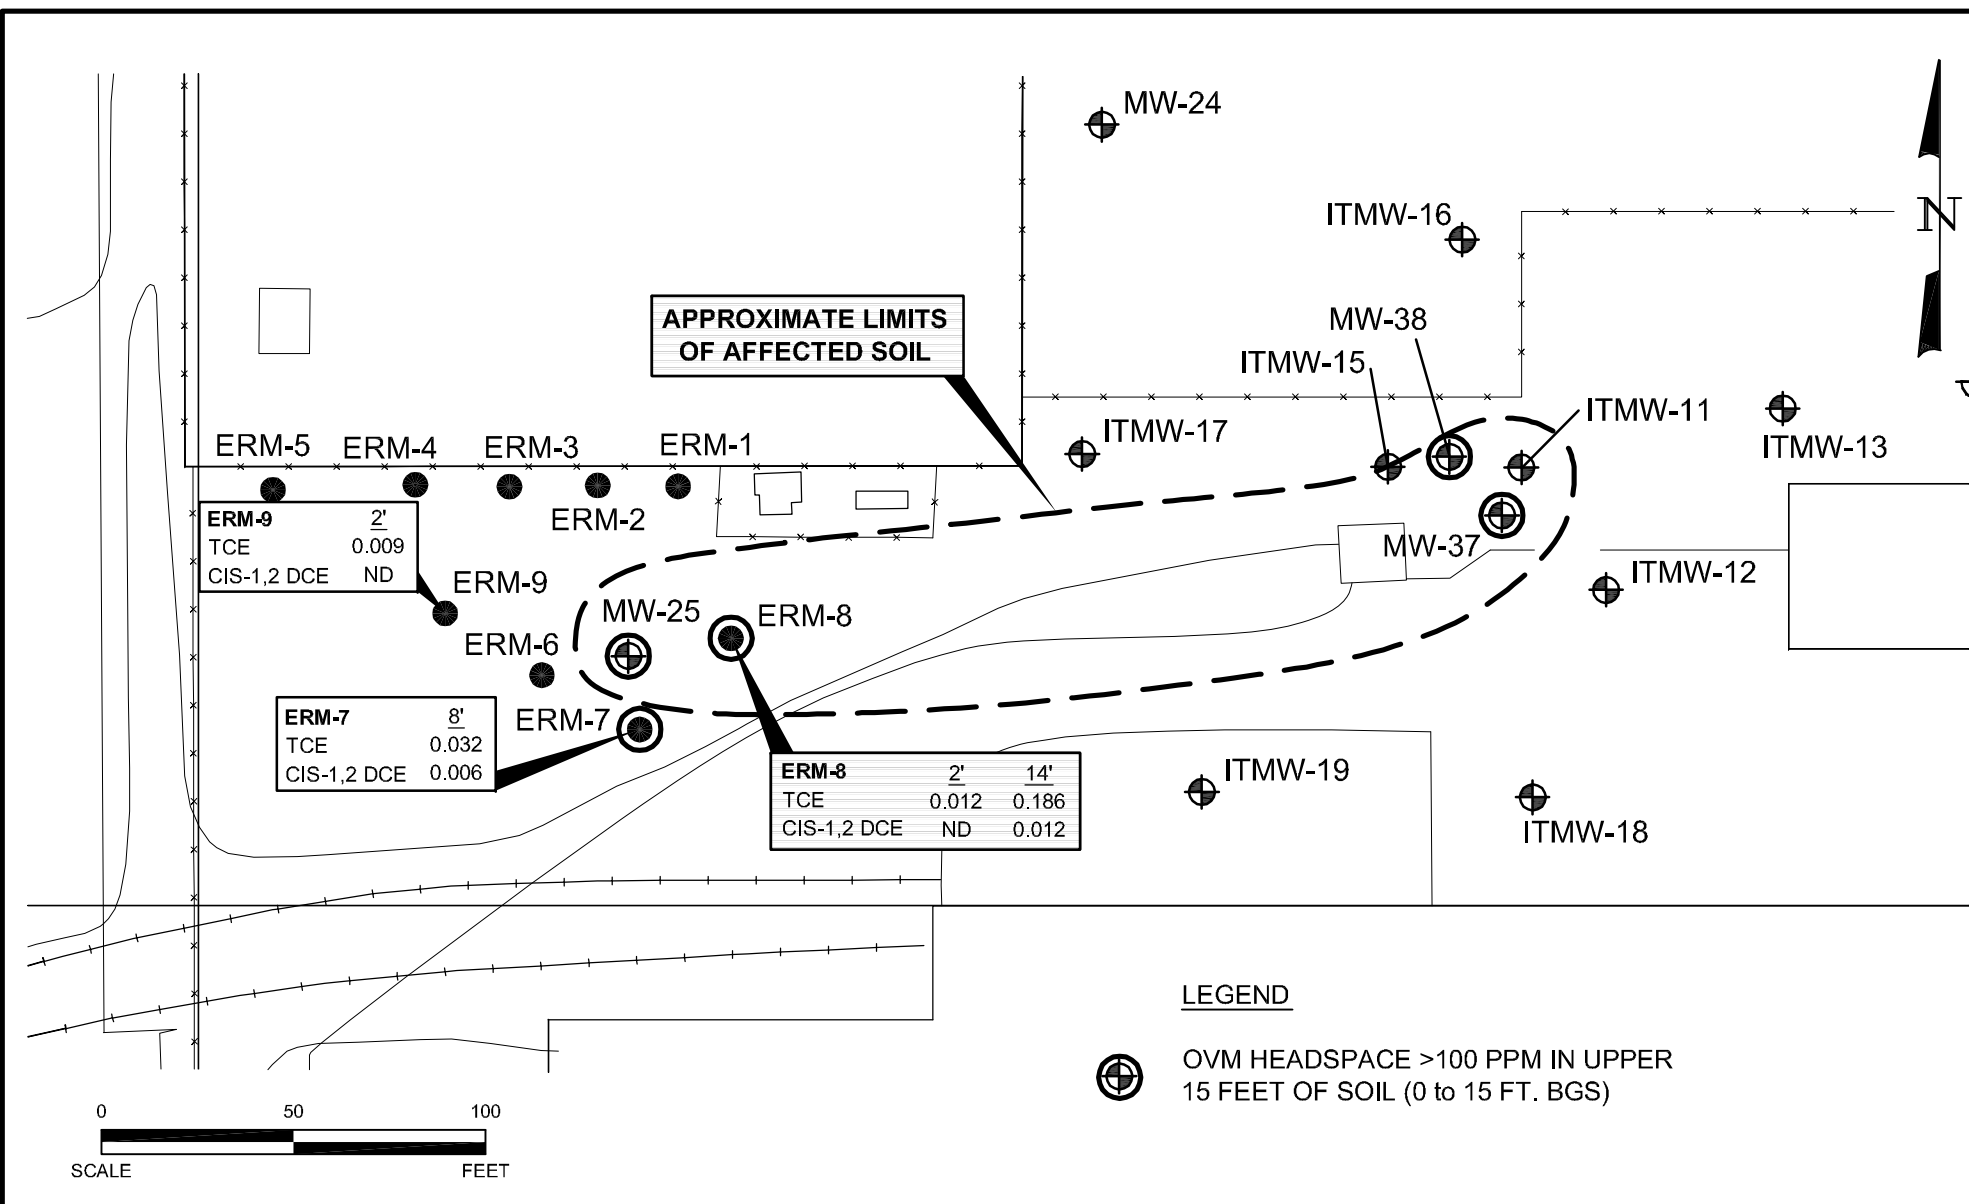 MW-24
ITMW-16
N
APPROXIMATE LIMITS
OF AFFECTED SOIL
MW-38
ITMW-15
ITMW-11
ITMW-17
ITMW-13
ERM-5
ERM-4
ERM-3
ERM-1
ERM-2
ERM-9 2'
TCE 0.009
CIS-1,2 DCE ND
MW-37
ITMW-12
ERM-9
MW-25
ERM-8
ERM-6
ERM-7
ERM-7 8'
TCE 0.032
CIS-1,2 DCE 0.006
ERM-8 2' 14'
TCE 0.012 0.186
CIS-1,2 DCE ND 0.012
ITMW-19
ITMW-18
LEGEND
OVM HEADSPACE >100 PPM IN UPPER
15 FEET OF SOIL (0 to 15 FT. BGS)
0 50 100
SCALE FEET